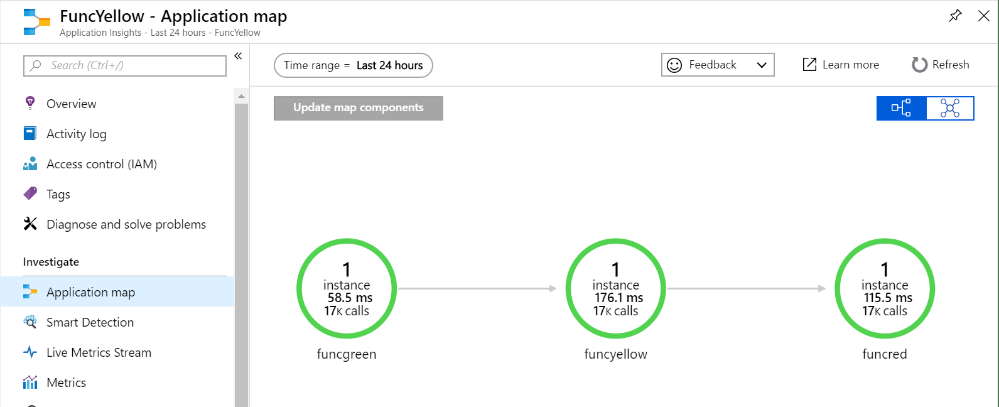 FuncYellow - Application map
Application Insights - Last 24 hours - FuncYellow
Search (Ctrl+/)
«
Overview
Activity log
Access control (IAM)
Tags
Diagnose and solve problems
Investigate
Application map
Smart Detection
Live Metrics Stream
Metrics
Time range = Last 24 hours
Feedback
Learn more
Refresh
Update map components
1
instance
58.5 ms
17K calls
funcgreen
1
instance
176.1 ms
17K calls
funcyellow
1
instance
115.5 ms
17K calls
funcred